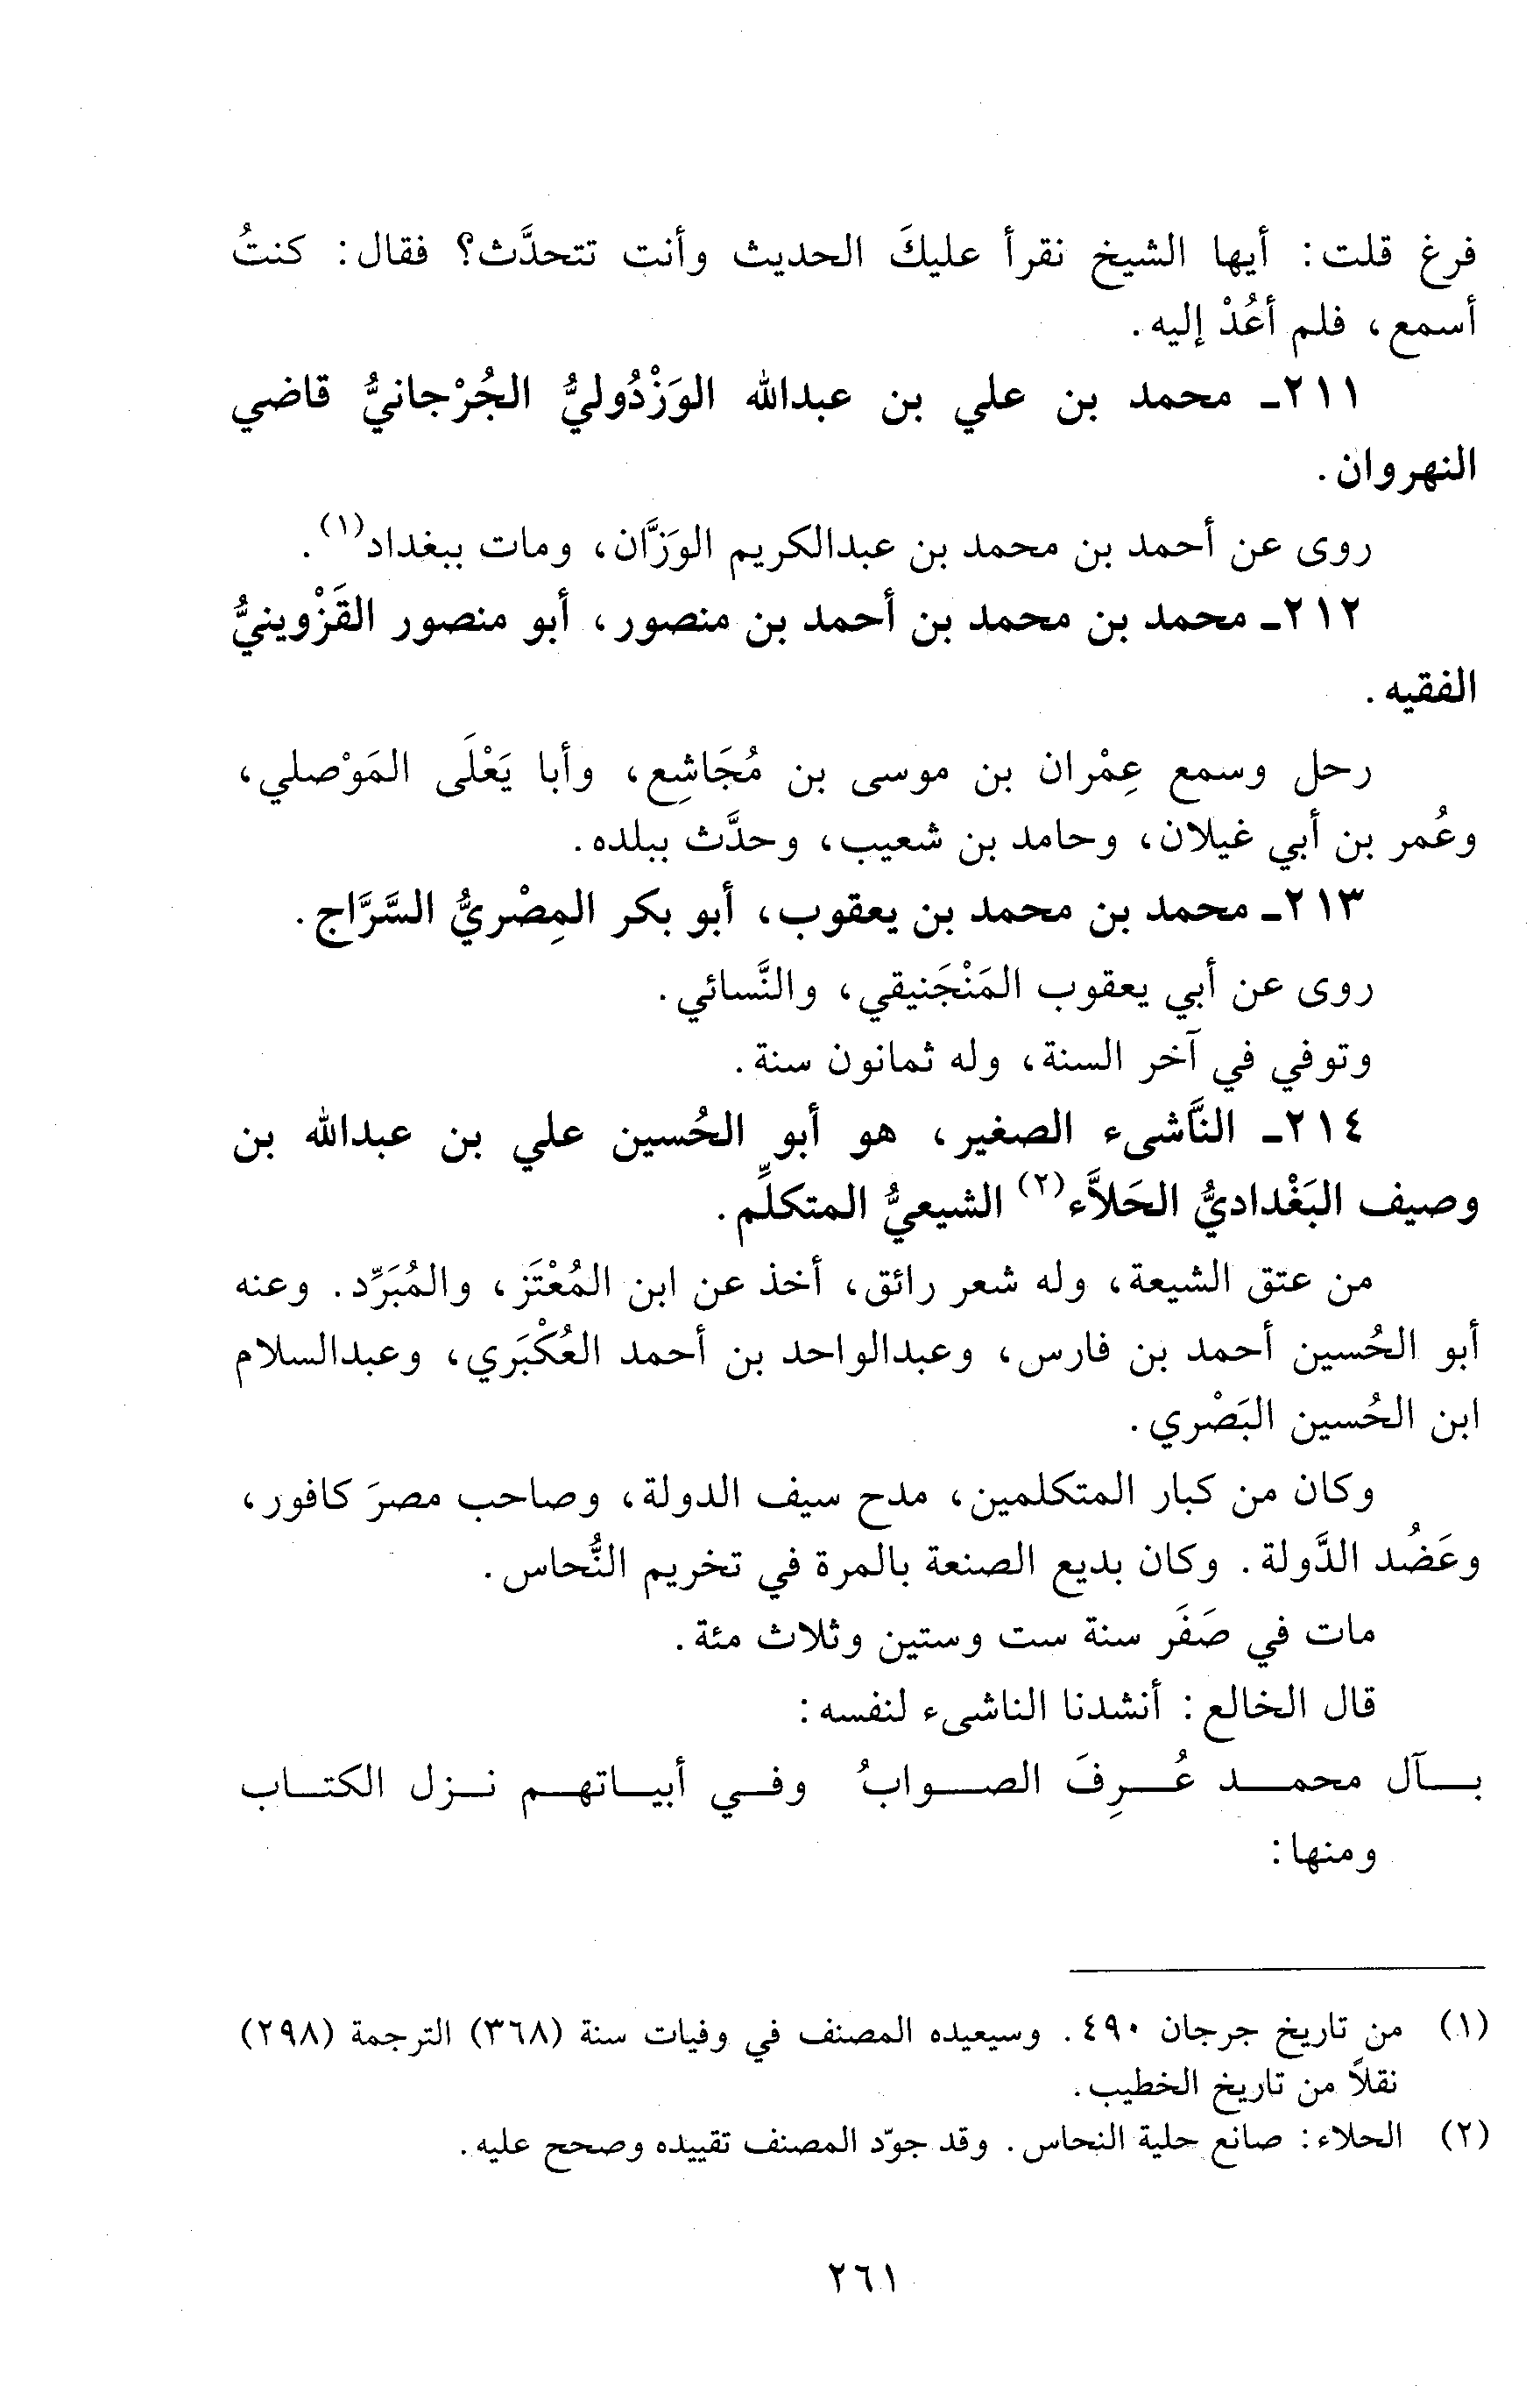 فرغ قلت: أيها الشيخ نقرأ عليكَ الحديث وأنت تتحدَّث؟ فقال: كنتُ
أسمع، فلم أعُدْ إليه.
٢١١ـ محمد بن علي بن عبدالله الوَزْدُوليُّ الجُرْجانيُّ قاضي
النهروان.
روى عن أحمد بن محمد بن عبدالكريم الوَزَّان، ومات ببغداد(١).
٢١٢ـ محمد بن محمد بن أحمد بن منصور، أبو منصور القَزْوينيُّ
الفقيه.
رحل وسمع عِمْران بن موسى بن مُجَاشِع، وأبا يَعْلَى المَوْصلي،
وعُمر بن أبي غيلان، وحامد بن شعيب، وحدَّث ببلده.
٢١٣ـ محمد بن محمد بن يعقوب، أبو بكر المِصْريُّ السَّرَّاج.
روى عن أبي يعقوب المَنْجَنيقي، والنَّسائي.
وتوفي في آخر السنة، وله ثمانون سنة.
٢١٤ـ النَّاشىء الصغير، هو أبو الحُسين علي بن عبدالله بن
وصيف البَغْداديُّ الحَلاَّء(٢) الشيعيُّ المتكلِّم.
من عتق الشيعة، وله شعر رائق، أخذ عن ابن المُعْتَز، والمُبَرِّد. وعنه
أبو الحُسين أحمد بن فارس، وعبدالواحد بن أحمد العُكْبَري، وعبدالسلام
ابن الحُسين البَصْري.
وكان من كبار المتكلمين، مدح سيف الدولة، وصاحب مصرَ كافور،
وعَضُد الدَّولة. وكان بديع الصنعة بالمرة في تخريم النُّحاس.
مات في صَفَر سنة ست وستين وثلاث مئة.
قال الخالع: أنشدنا الناشىء لنفسه:
بــآل محمــد عُــرِفَ الصــوابُ وفــي أبيــاتهــم نــزل الكتــاب
ومنها:
(١) من تاريخ جرجان ٤٩٠. وسيعيده المصنف في وفيات سنة (٣٦٨) الترجمة (٢٩٨)
نقلاً من تاريخ الخطيب.
(٢) الحلاء: صانع حلية النحاس. وقد جوّد المصنف تقييده وصحح عليه.
٢٦١